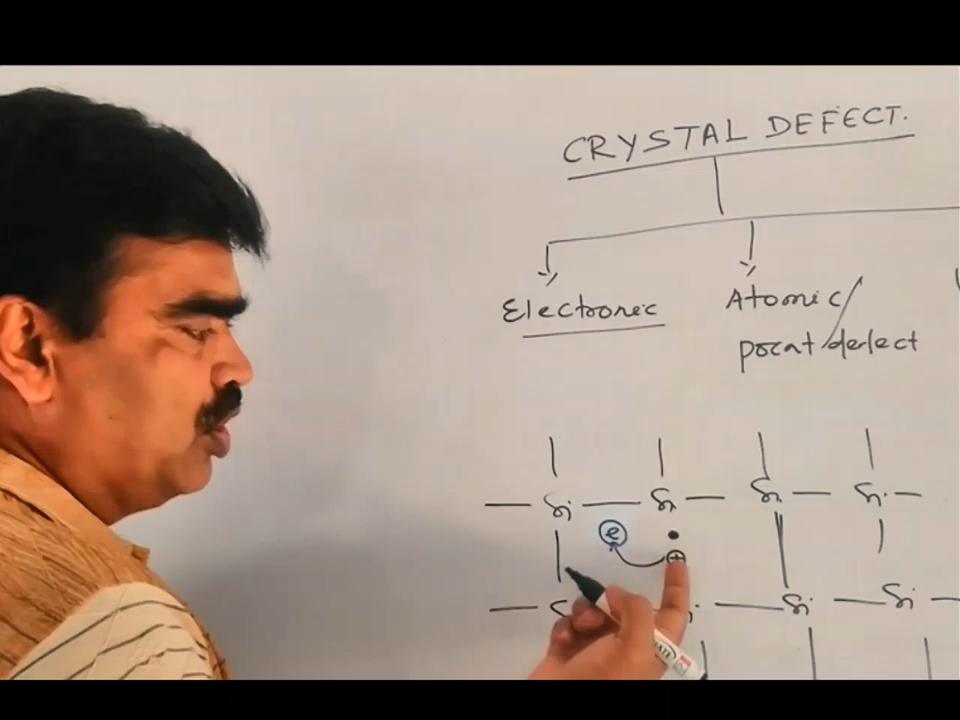 CRYSTAL DEFECT.
Electronic
Atomic/
point defect
Si Si Si Si
e
+
Si Si